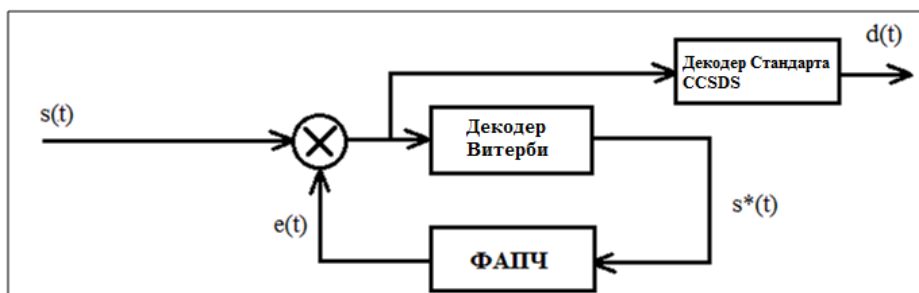 d(t)
Декодер Стандарта
CCSDS
s(t)
Декодер
Витерби
s*(t)
e(t)
ФАПЧ